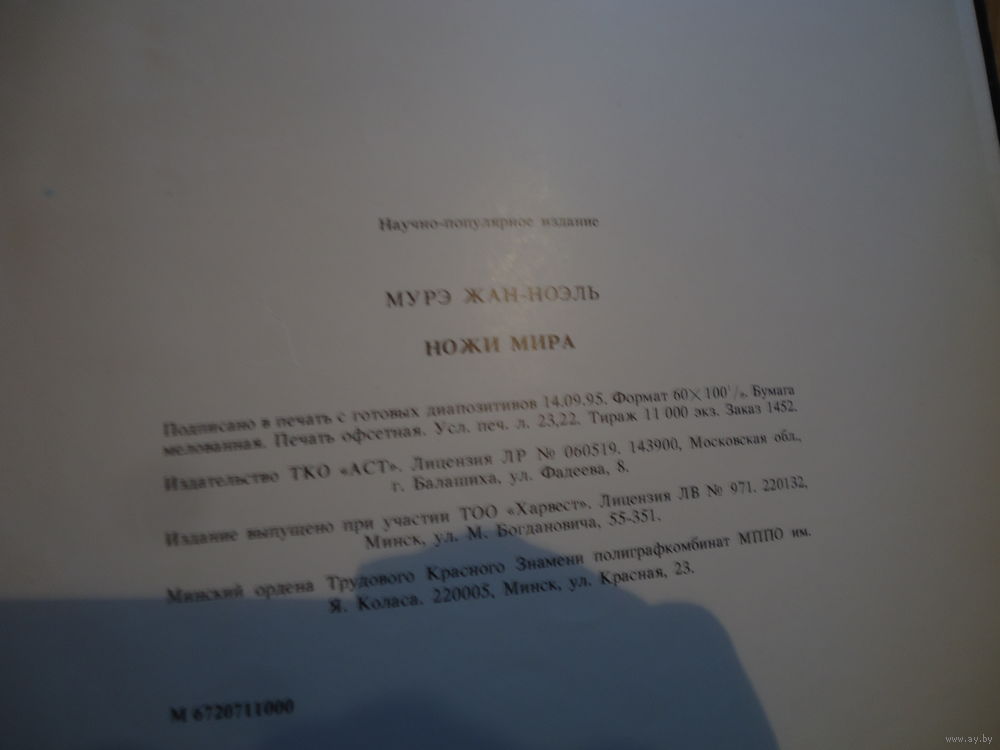 Научно-популярное издание
МУРЭ ЖАН-НОЭЛЬ
НОЖИ МИРА
Подписано в печать с готовых диапозитивов 14.09.95. Формат 60×100¹/₈. Бумага
мелованная. Печать офсетная. Усл. печ. л. 23,22. Тираж 11 000 экз. Заказ 1452.
Издательство ТКО «АСТ». Лицензия ЛР № 060519. 143900, Московская обл.,
г. Балашиха, ул. Фадеева, 8.
Издание выпущено при участии ТОО «Харвест». Лицензия ЛВ № 971. 220132,
Минск, ул. М. Богдановича, 55-351.
Минский ордена Трудового Красного Знамени полиграфкомбинат МППО им.
Я. Коласа. 220005, Минск, ул. Красная, 23.
М 6720711000
www.ay.by